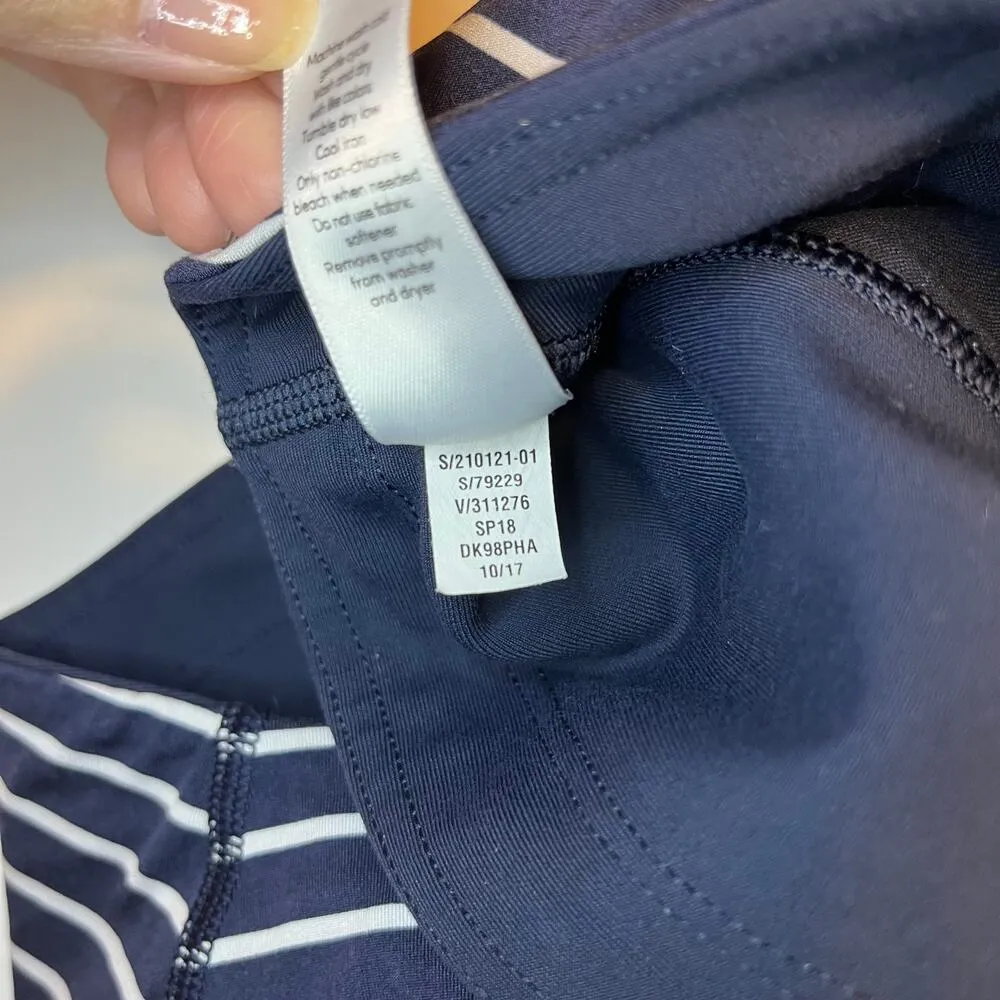 Machine wash cold
gentle cycle
Wash and dry
with like colors
Tumble dry low
Cool Iron
Only non-chlorine
bleach when needed
Do not use fabric
softener
Remove promptly
from washer
and dryer
S/210121-01
S/79229
V/311276
SP18
DK98PHA
10/17